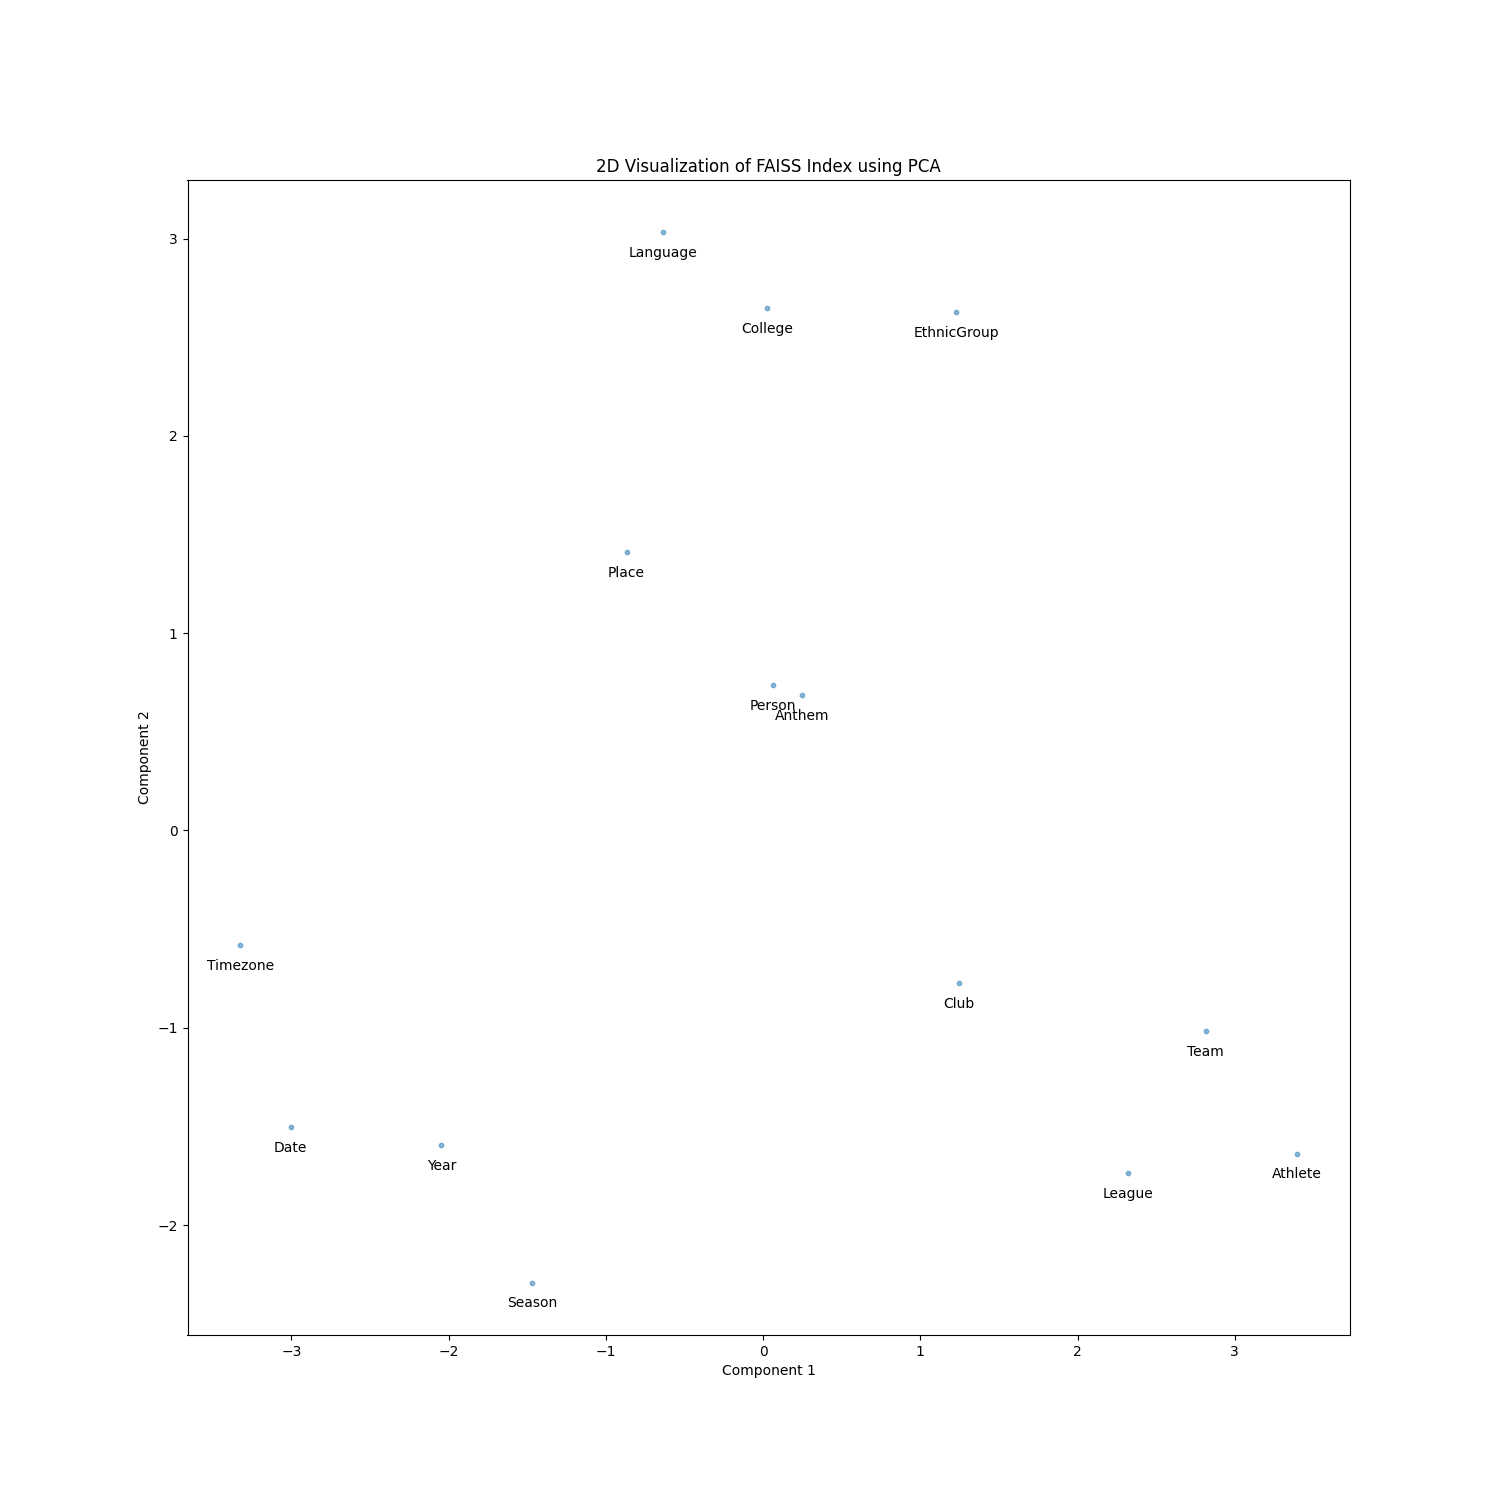 2D Visualization of FAISS Index using PCA
3
Language
College
EthnicGroup
2
Place
1
Person
Anthem
Component 2
0
Timezone
Club
−1
Team
Date
Year
Athlete
League
−2
Season
−3
−2
−1
0
1
2
3
Component 1